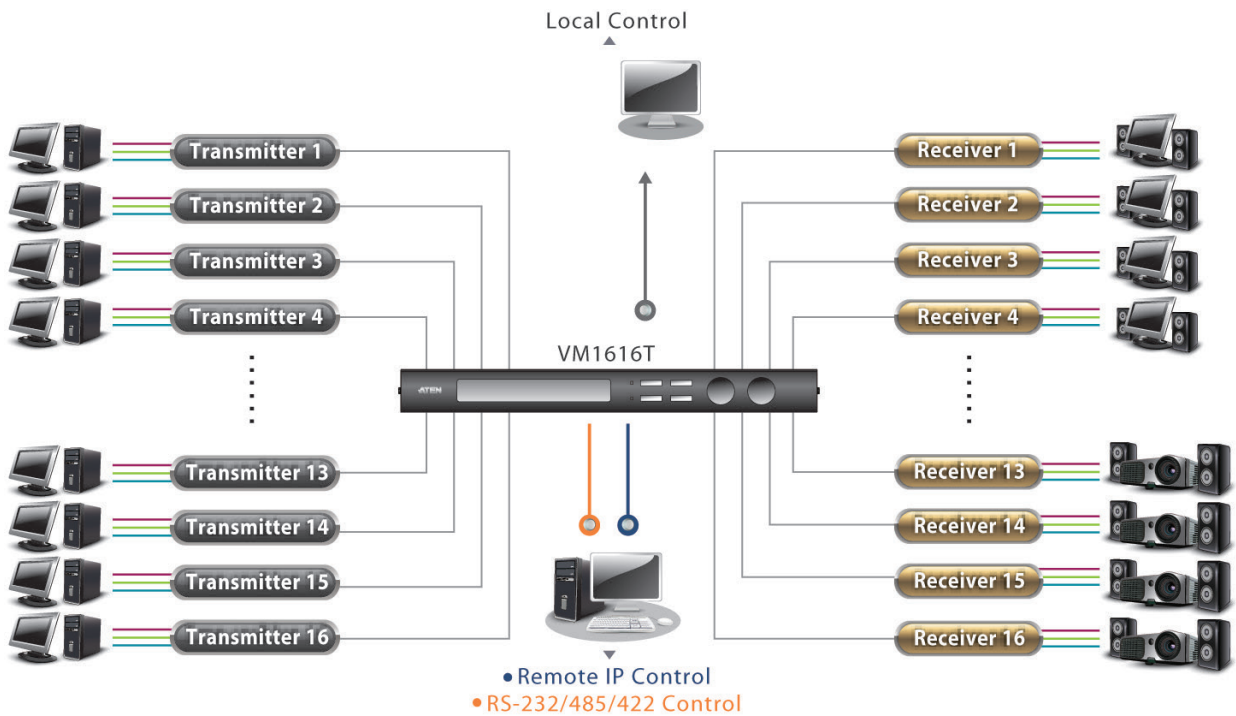 Local Control
Transmitter 1
Transmitter 2
Transmitter 3
Transmitter 4
Receiver 1
Receiver 2
Receiver 3
Receiver 4
VM1616T
ATEN
Transmitter 13
Transmitter 14
Transmitter 15
Transmitter 16
Receiver 13
Receiver 14
Receiver 15
Receiver 16
• Remote IP Control
• RS-232/485/422 Control